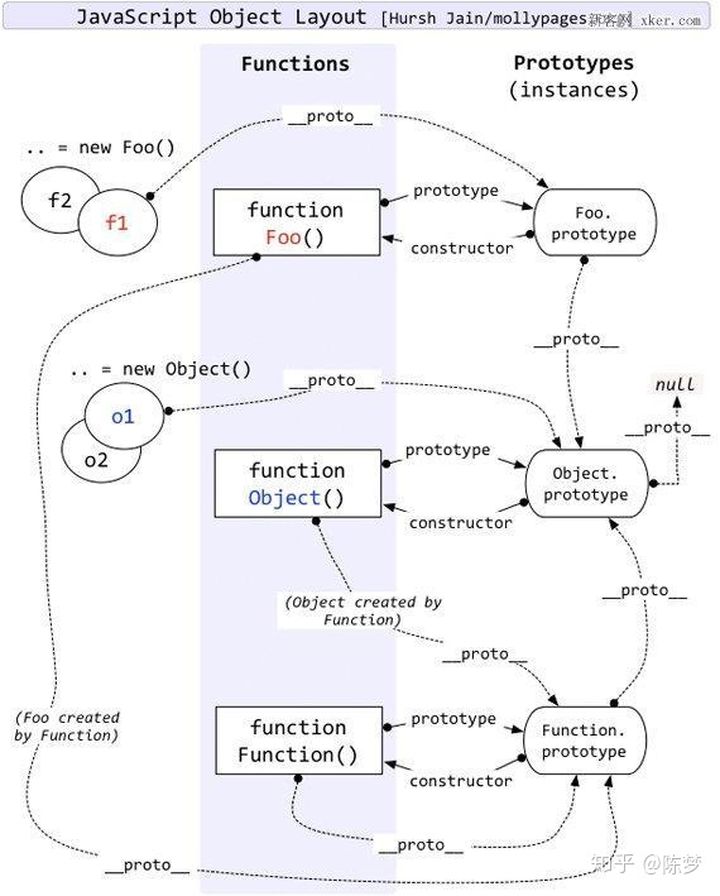 JavaScript Object Layout [Hursh Jain/mollypages
xker.com
Functions
Prototypes
(instances)
__proto__
.. = new Foo()
f2
f1
function
Foo()
prototype
constructor
Foo.
prototype
__proto__
null
__proto__
.. = new Object()
__proto__
o1
o2
function
Object()
prototype
constructor
Object.
prototype
(Object created by
Function)
__proto__
__proto__
(Foo created
by Function)
function
Function()
prototype
constructor
Function.
prototype
__proto__
__proto__
知乎 @陈梦